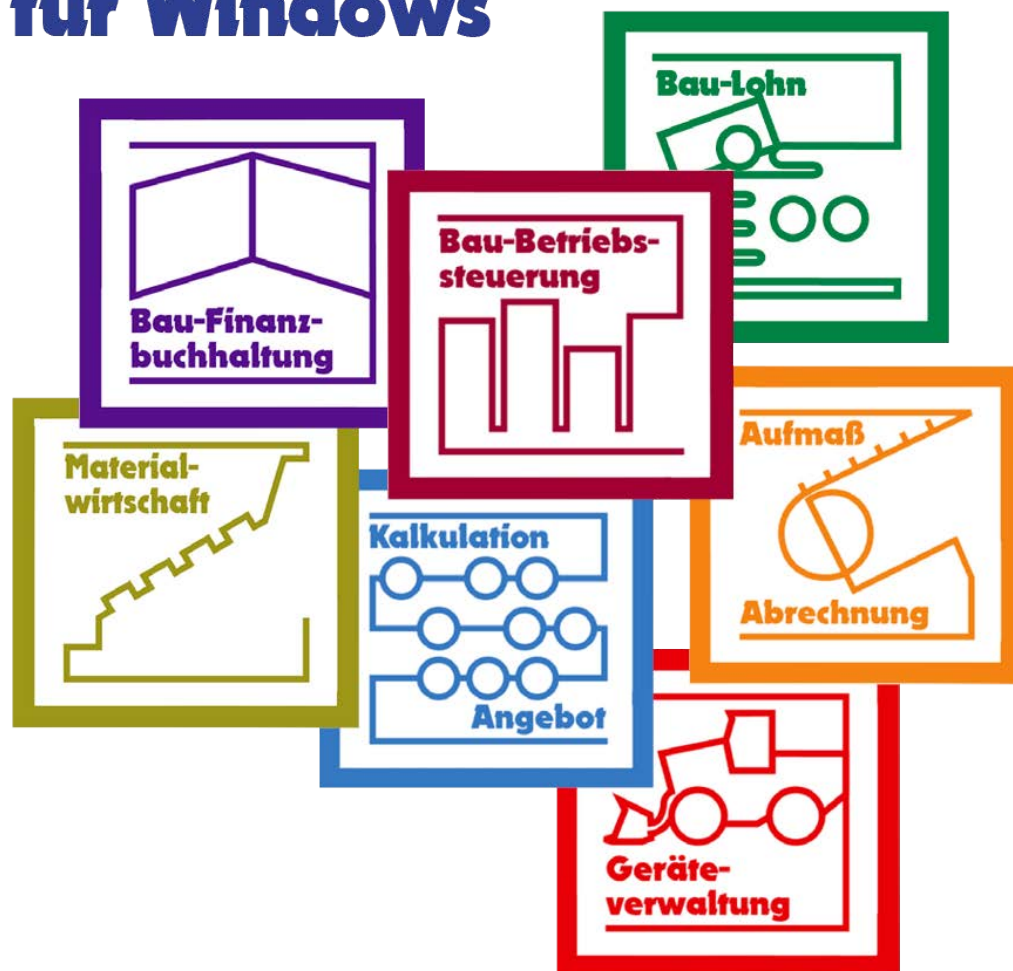 für Windows
Bau-Lohn
Bau-Finanz-
buchhaltung
Bau-Betriebs-
steuerung
Material-
wirtschaft
Kalkulation
Angebot
Aufmaß
Abrechnung
Geräte-
verwaltung